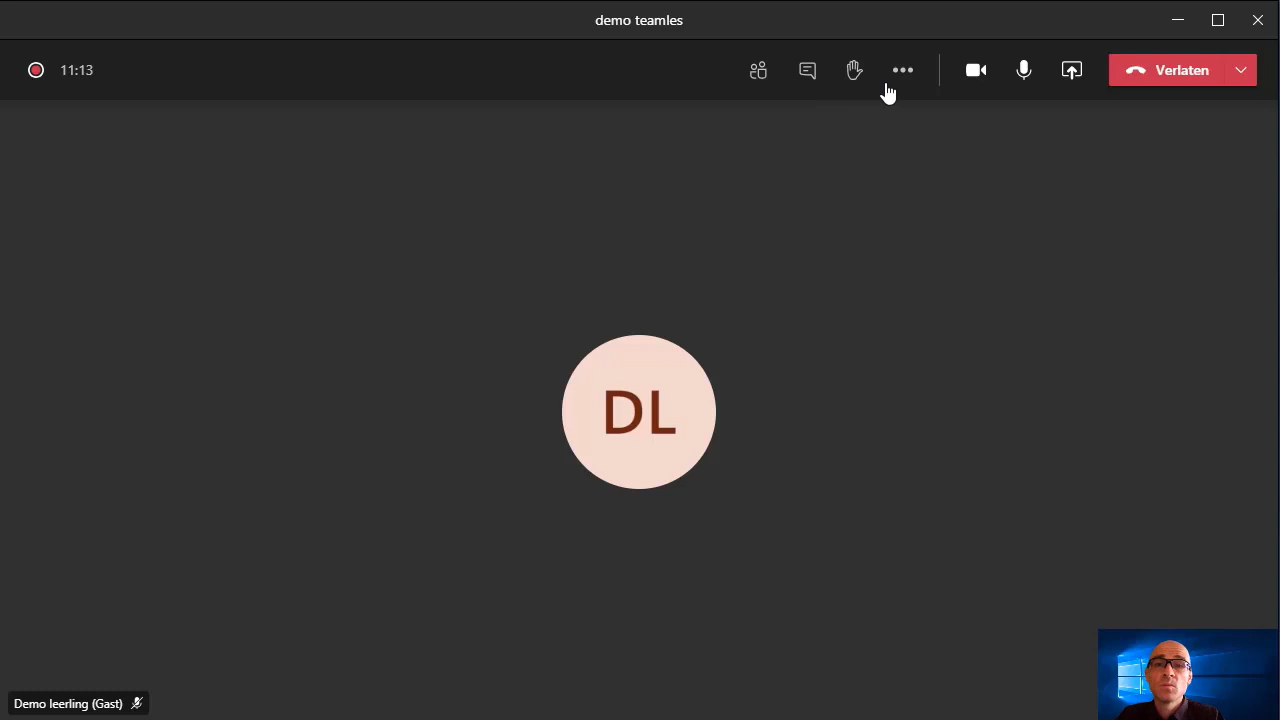 demo teamles
11:13
Verlaten
DL
Demo leerling (Gast)